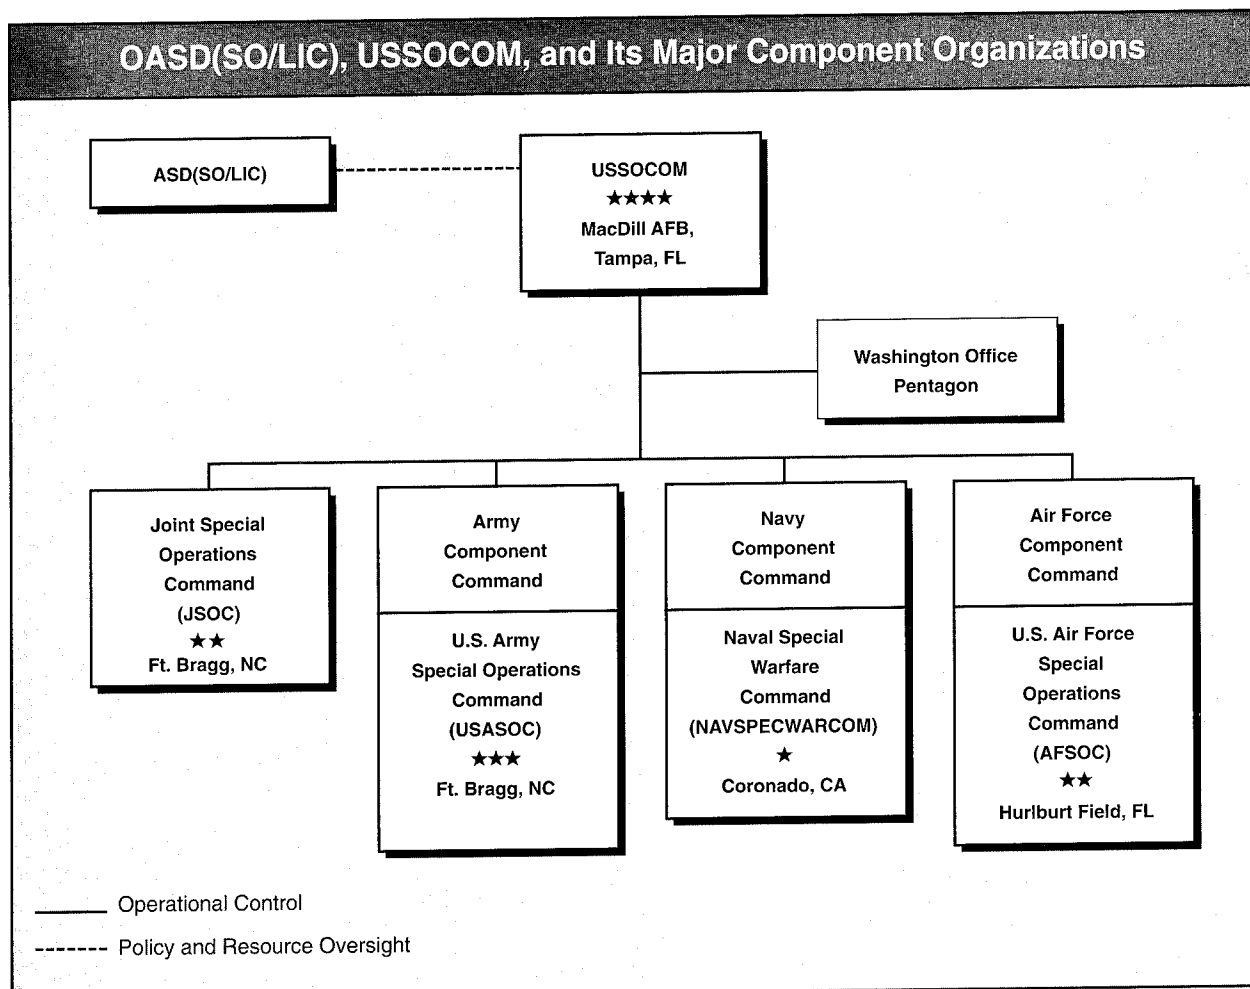 OASD(SO/LIC), USSOCOM, and Its Major Component Organizations
ASD(SO/LIC)
USSOCOM
★★★★
MacDill AFB,
Tampa, FL
Washington Office
Pentagon
Joint Special
Operations
Command
(JSOC)
★★
Ft. Bragg, NC
Army
Component
Command
U.S. Army
Special Operations
Command
(USASOC)
★★★
Ft. Bragg, NC
Navy
Component
Command
Naval Special
Warfare
Command
(NAVSPECWARCOM)
★
Coronado, CA
Air Force
Component
Command
U.S. Air Force
Special
Operations
Command
(AFSOC)
★★
Hurlburt Field, FL
Operational Control
Policy and Resource Oversight